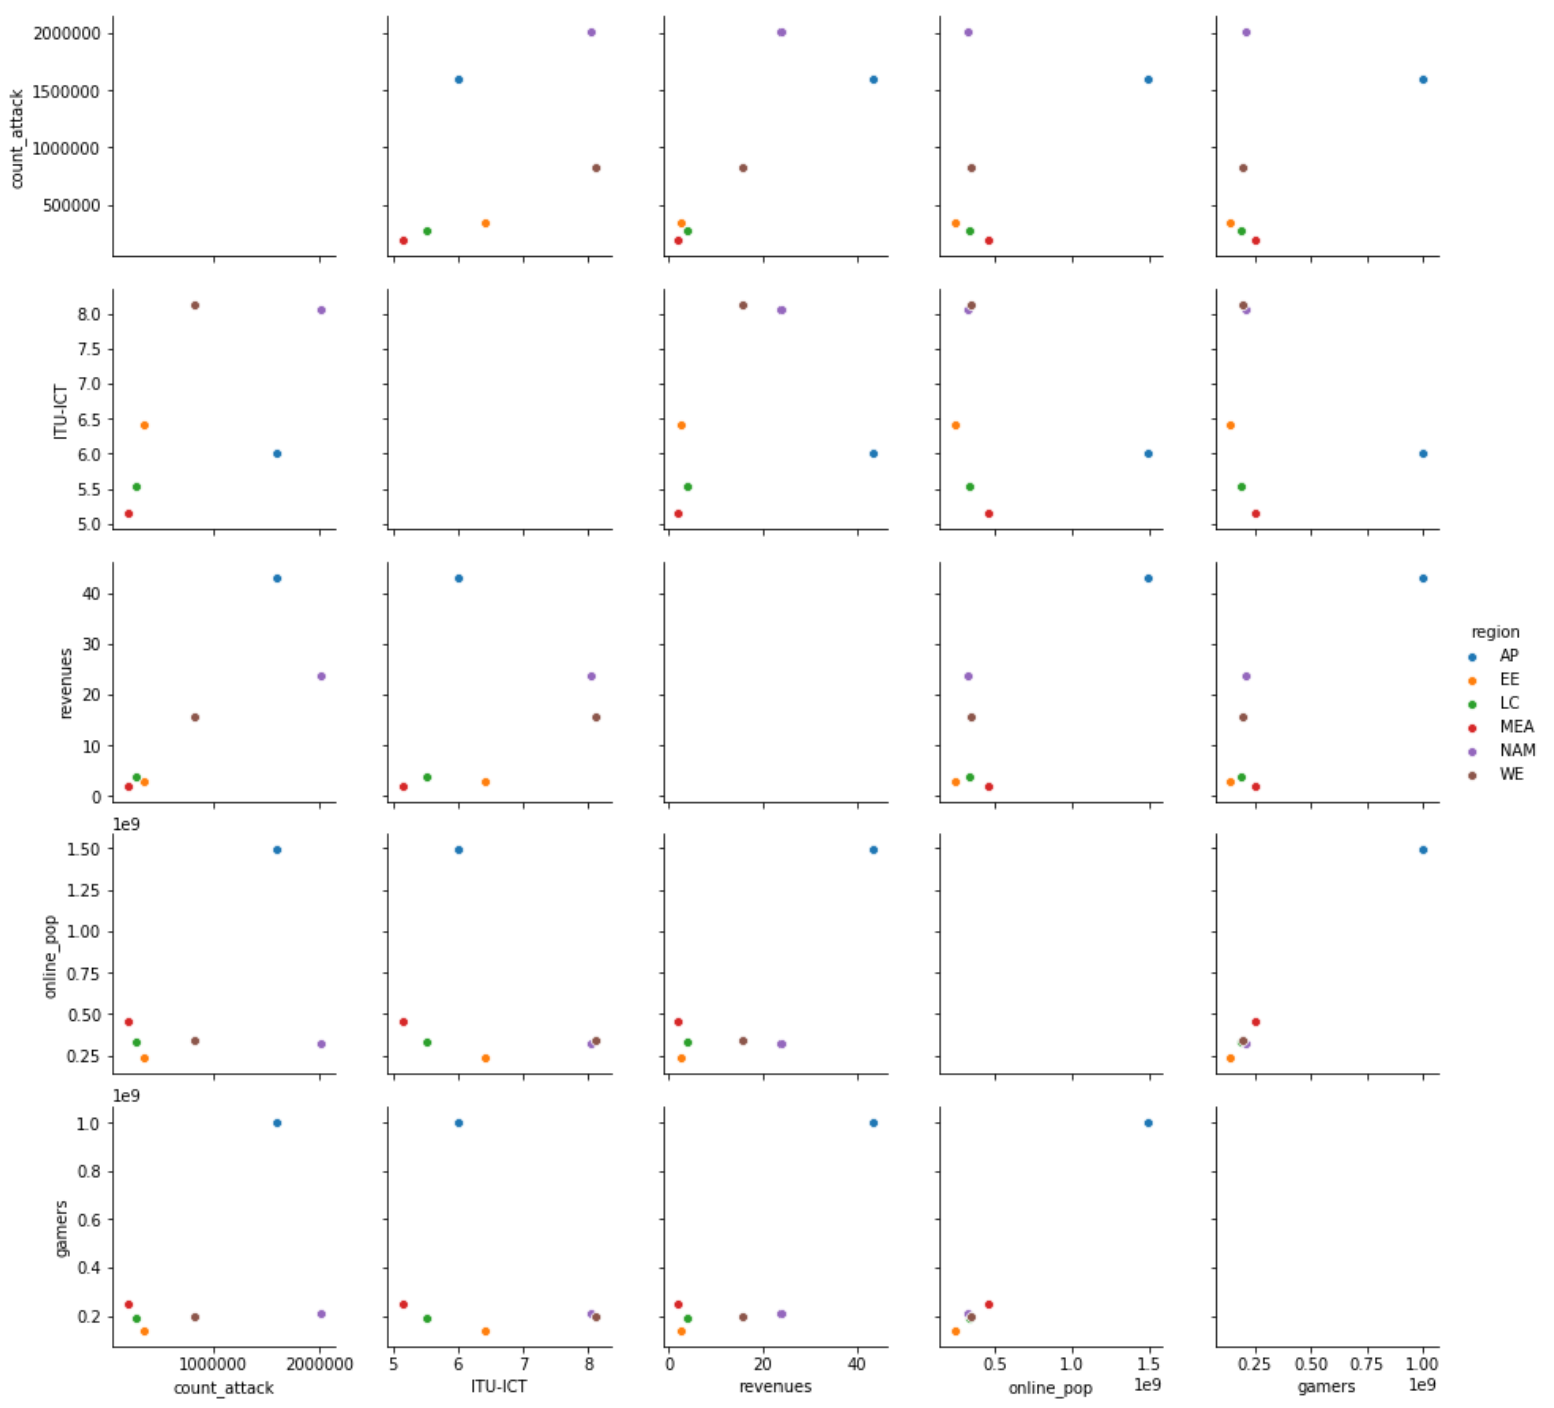 2000000
1500000
1000000
500000
count_attack
8.0
7.5
7.0
6.5
6.0
5.5
5.0
ITU-ICT
40
30
20
10
0
revenues
region
AP
EE
LC
MEA
NAM
WE
1e9
1.50
1.25
1.00
0.75
0.50
0.25
online_pop
1e9
1.0
0.8
0.6
0.4
0.2
gamers
1000000 2000000
count_attack
5 6 7 8
ITU-ICT
0 20 40
revenues
0.5 1.0 1.5
1e9
online_pop
0.25 0.50 0.75 1.00
1e9
gamers